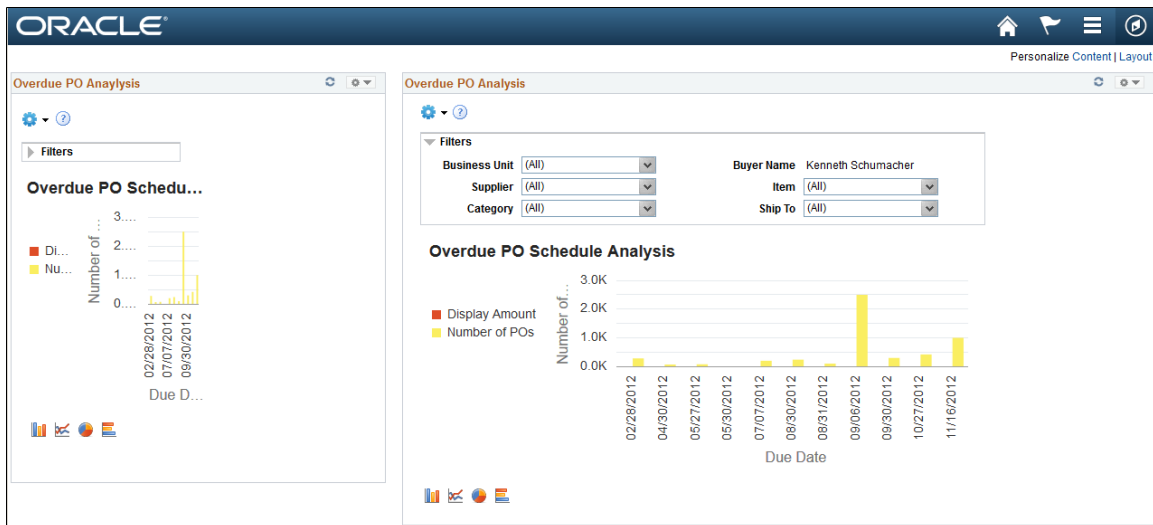 ORACLE
Personalize Content | Layout
Overdue PO Anaylysis
Filters
Overdue PO Schedu...
3....
2....
1....
0....
Number of ...
Di...
Nu...
02/28/2012
07/07/2012
09/30/2012
Due D...
Overdue PO Analysis
Filters
Business Unit (All) Buyer Name Kenneth Schumacher
Supplier (All) Item (All)
Category (All) Ship To (All)
Overdue PO Schedule Analysis
Display Amount
Number of POs
Number of...
3.0K
2.0K
1.0K
0.0K
02/28/2012
04/30/2012
05/27/2012
05/30/2012
07/07/2012
08/30/2012
08/31/2012
09/06/2012
09/30/2012
10/27/2012
11/16/2012
Due Date